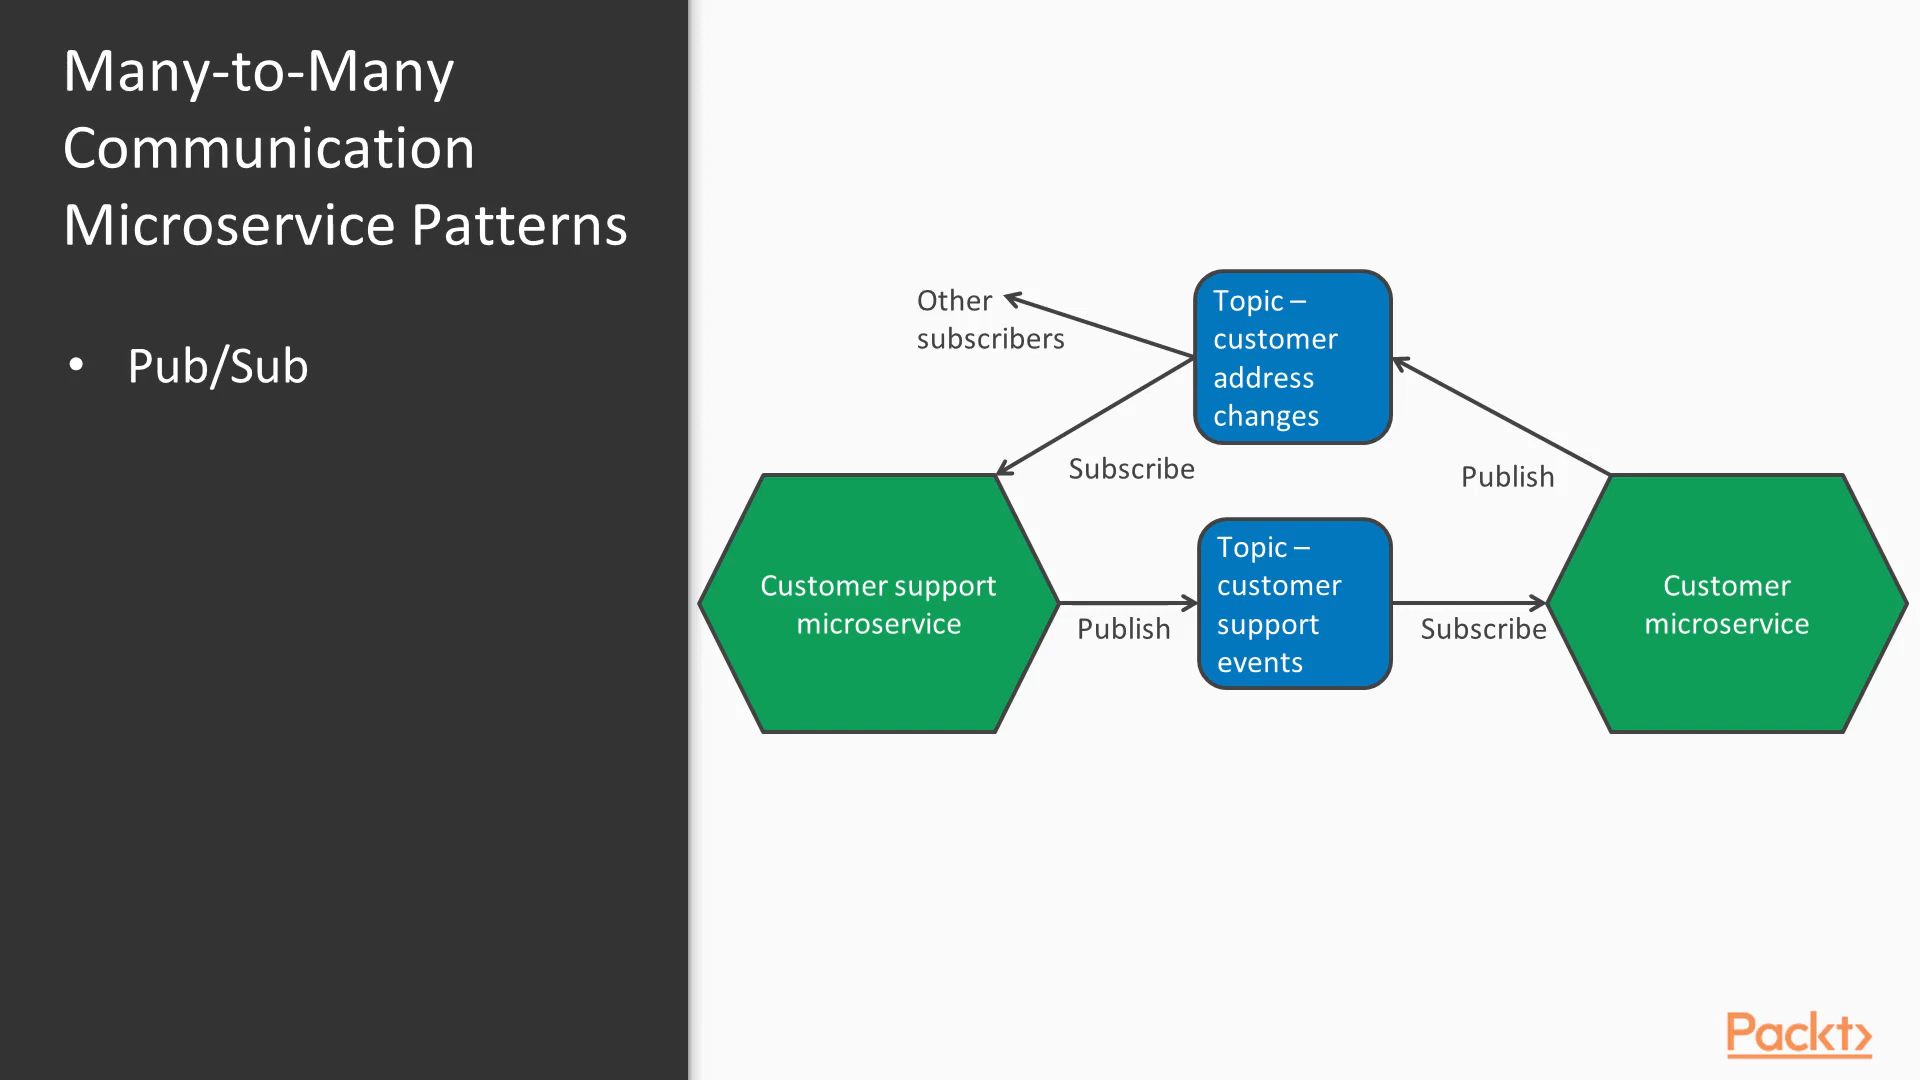 Many-to-Many
Communication
Microservice Patterns
• Pub/Sub
Other
subscribers
Topic –
customer
address
changes
Subscribe
Publish
Customer support
microservice
Publish
Topic –
customer
support
events
Subscribe
Customer
microservice
Packt>